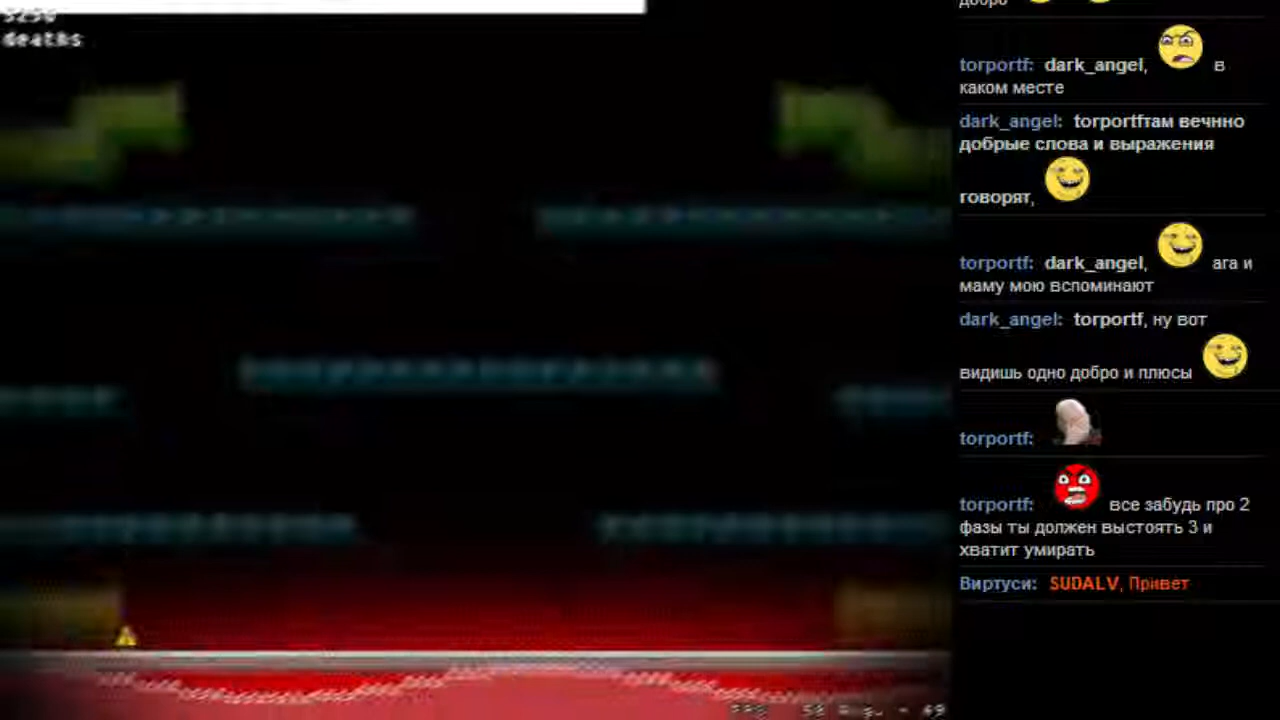 deaths
добро
torportf: dark_angel, в
каком месте
dark_angel: torportfтам вечнно
добрые слова и выражения
говорят,
torportf: dark_angel, ага и
маму мою вспоминают
dark_angel: torportf, ну вот
видишь одно добро и плюсы
torportf:
torportf: все забудь про 2
фазы ты должен выстоять 3 и
хватит умирать
Виртуси: SUDALV, Привет